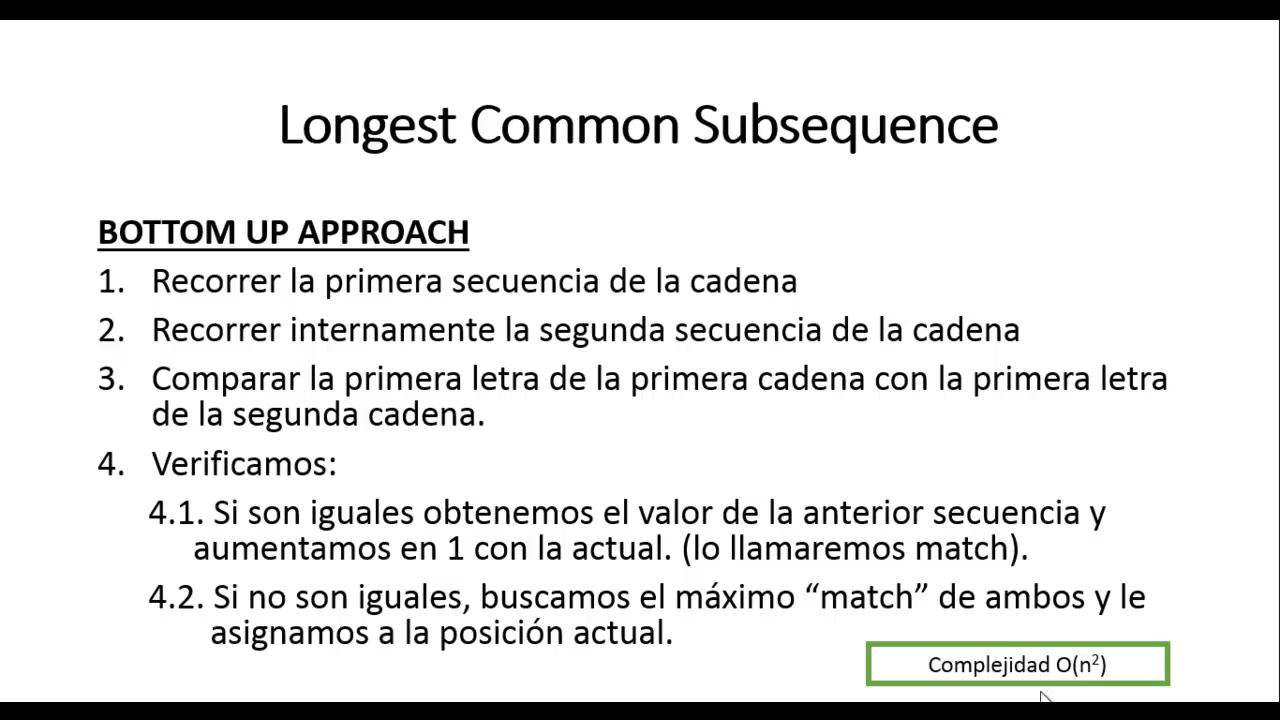 Longest Common Subsequence
BOTTOM UP APPROACH
1. Recorrer la primera secuencia de la cadena
2. Recorrer internamente la segunda secuencia de la cadena
3. Comparar la primera letra de la primera cadena con la primera letra
de la segunda cadena.
4. Verificamos:
4.1. Si son iguales obtenemos el valor de la anterior secuencia y
aumentamos en 1 con la actual. (lo llamaremos match).
4.2. Si no son iguales, buscamos el máximo “match” de ambos y le
asignamos a la posición actual.
Complejidad O(n²)